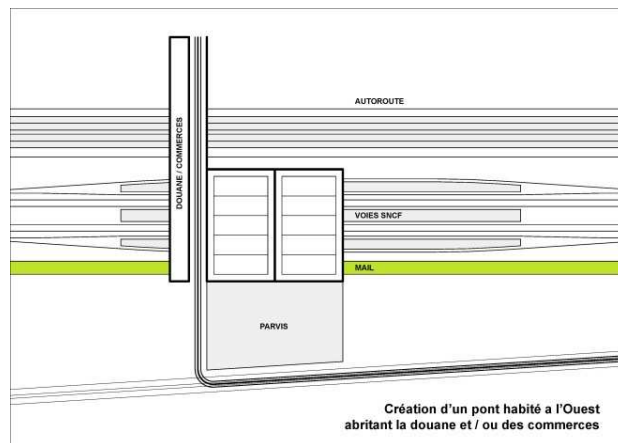 AUTOROUTE
DOUANE / COMMERCES
VOIES SNCF
MAIL
PARVIS
Création d'un pont habité a l'Ouest
abritant la douane et / ou des commerces